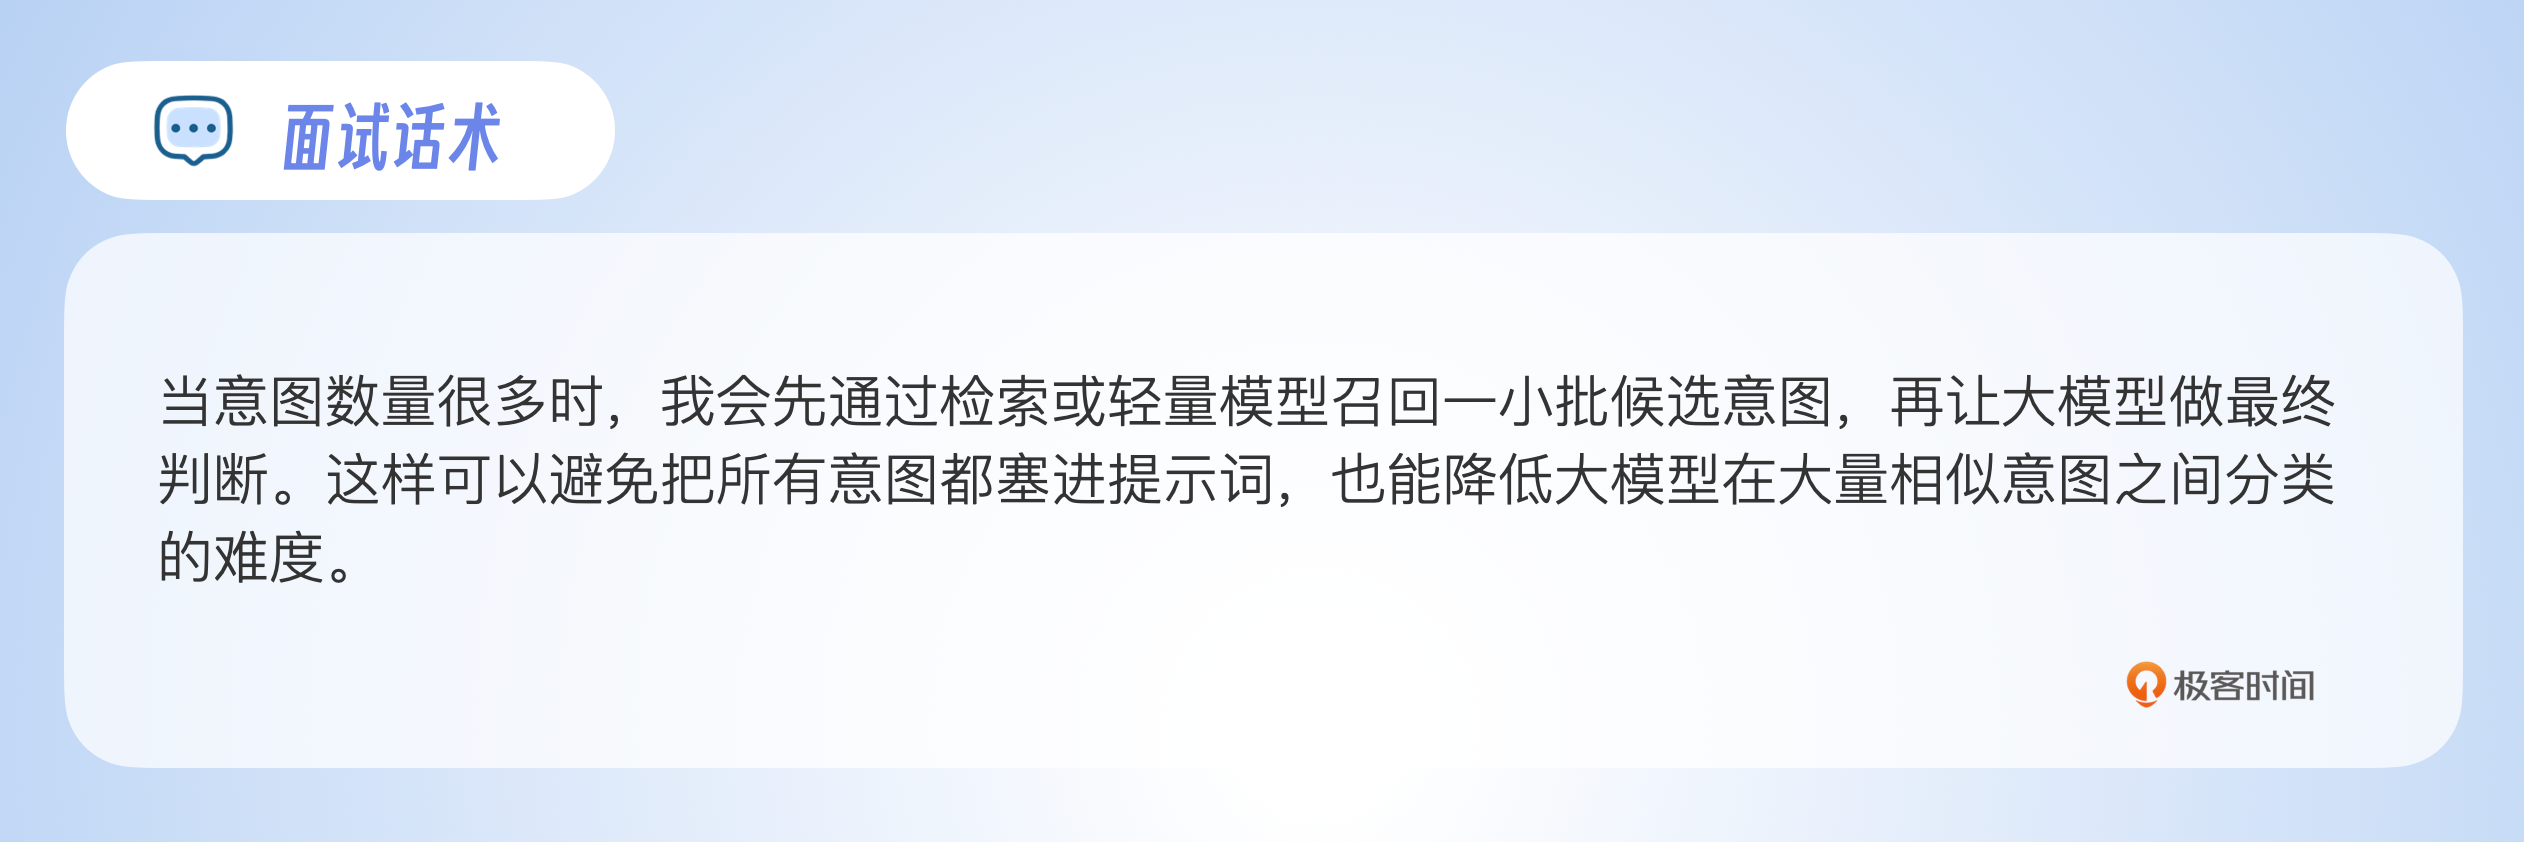 面试话术
当意图数量很多时，我会先通过检索或轻量模型召回一小批候选意图，再让大模型做最终
判断。这样可以避免把所有意图都塞进提示词，也能降低大模型在大量相似意图之间分类
的难度。
极客时间